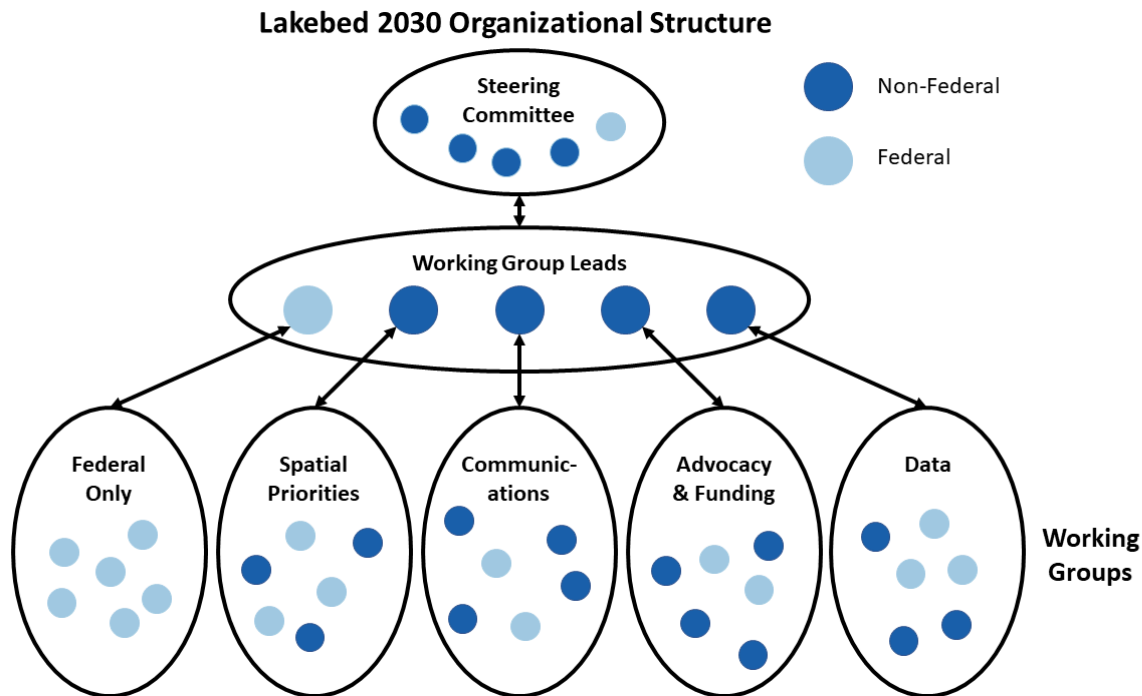 Lakebed 2030 Organizational Structure
Steering
Committee
Non-Federal
Federal
Working Group Leads
Federal
Only
Spatial
Priorities
Communic-
ations
Advocacy
& Funding
Data
Working
Groups